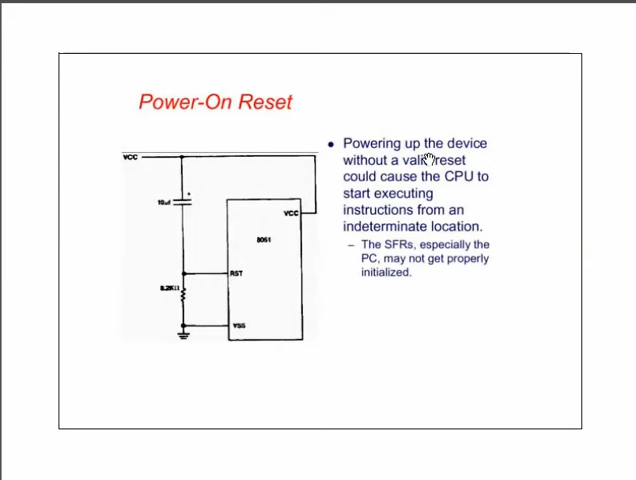 Power-On Reset
• Powering up the device
without a valid reset
could cause the CPU to
start executing
instructions from an
indeterminate location.
– The SFRs, especially the
PC, may not get properly
initialized.
VCC
10uf
+
VCC
8051
RST
8.2KΩ
VSS